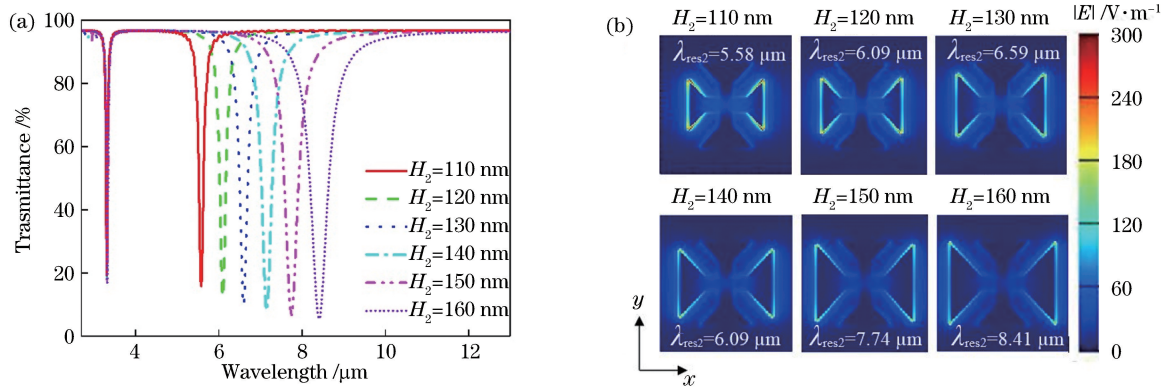 (a)
100
80
60
40
20
0
Trasmittance /%
4
6
8
10
12
Wavelength /μm
H2=110 nm
H2=120 nm
H2=130 nm
H2=140 nm
H2=150 nm
H2=160 nm
(b)
H2=110 nm
H2=120 nm
H2=130 nm
λres2=5.58 μm
λres2=6.09 μm
λres2=6.59 μm
H2=140 nm
H2=150 nm
H2=160 nm
λres2=6.09 μm
λres2=7.74 μm
λres2=8.41 μm
y
x
|E| /V·m−1
300
240
180
120
60
0